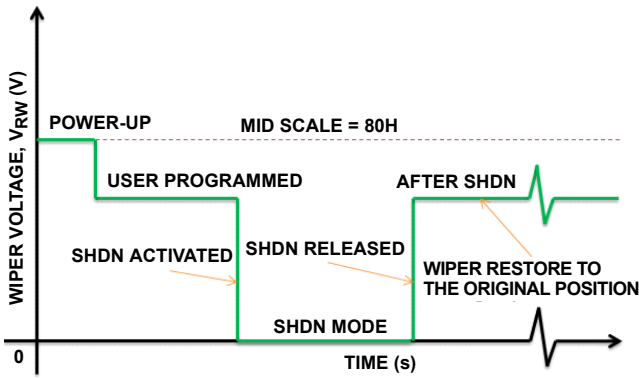 WIPER VOLTAGE, VRW (V)
POWER-UP
MID SCALE = 80H
USER PROGRAMMED
AFTER SHDN
SHDN ACTIVATED
SHDN RELEASED
WIPER RESTORE TO
THE ORIGINAL POSITION
SHDN MODE
0
TIME (s)